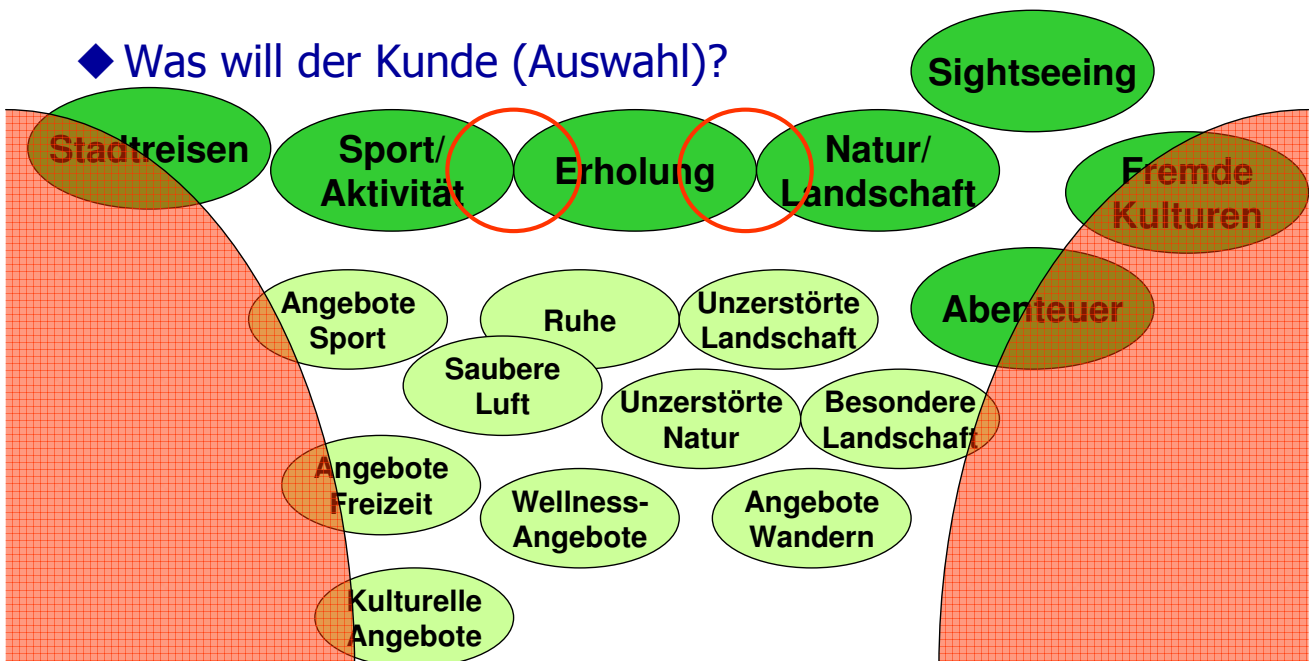 ◆ Was will der Kunde (Auswahl)?
Sightseeing
Stadtreisen
Sport/
Aktivität
Erholung
Natur/
Landschaft
Fremde
Kulturen
Abenteuer
Angebote
Sport
Ruhe
Unzerstörte
Landschaft
Saubere
Luft
Unzerstörte
Natur
Besondere
Landschaft
Angebote
Freizeit
Wellness-
Angebote
Angebote
Wandern
Kulturelle
Angebote